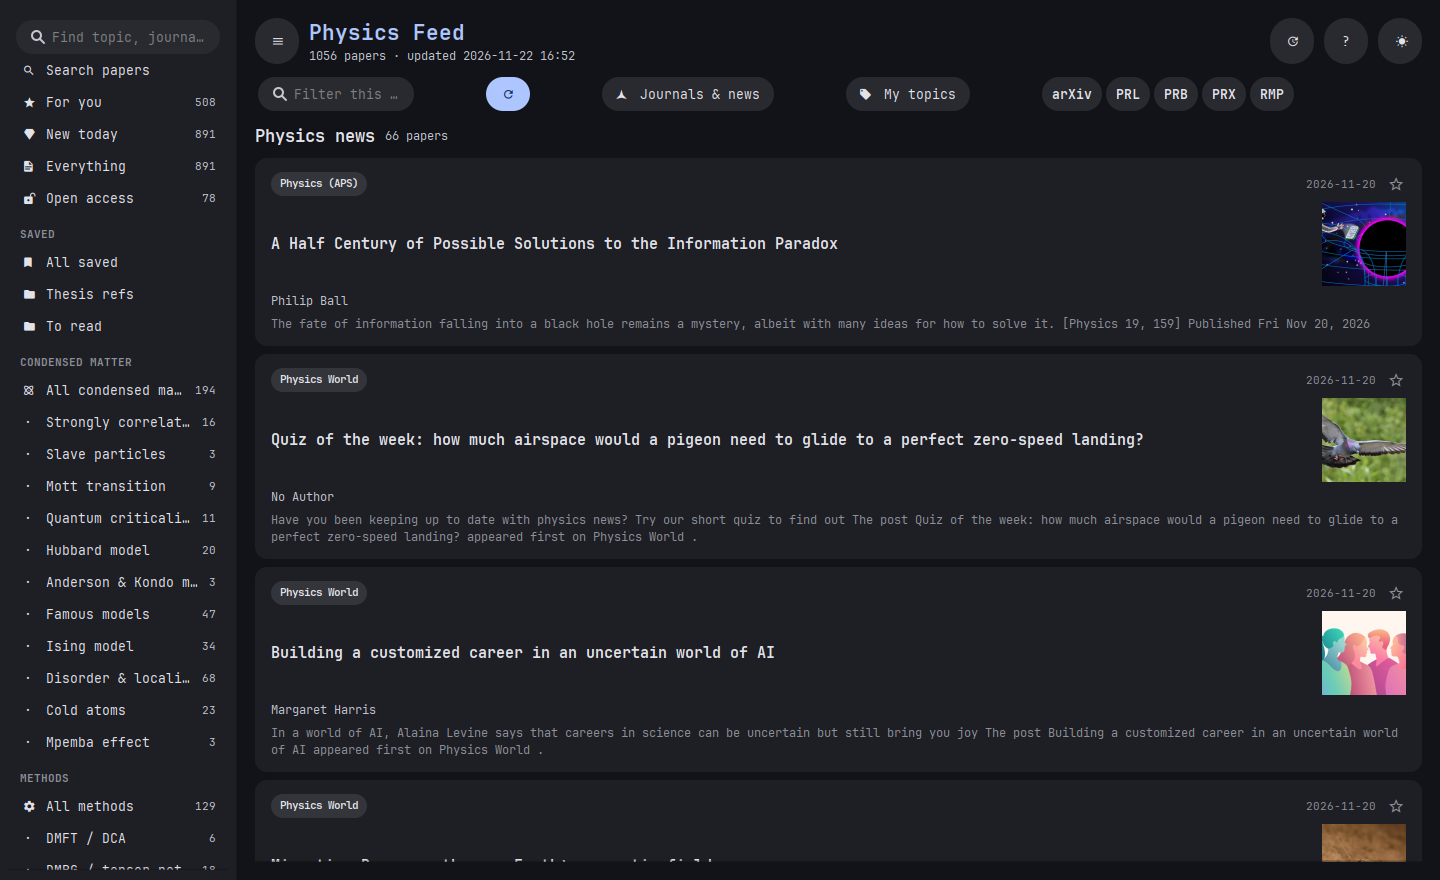 Find topic, journa…
Search papers
For you 508
New today 891
Everything 891
Open access 78
SAVED
All saved
Thesis refs
To read
CONDENSED MATTER
All condensed ma… 194
· Strongly correlat… 16
· Slave particles 3
· Mott transition 9
· Quantum criticali… 11
· Hubbard model 20
· Anderson & Kondo m… 3
· Famous models 47
· Ising model 34
· Disorder & locali… 68
· Cold atoms 23
· Mpemba effect 3
METHODS
All methods 129
· DMFT / DCA 6
Physics Feed
1056 papers · updated 2026-11-22 16:52
?
Filter this …
Journals & news
My topics
arXiv PRL PRB PRX RMP
Physics news 66 papers
Physics (APS) 2026-11-20
A Half Century of Possible Solutions to the Information Paradox
Philip Ball
The fate of information falling into a black hole remains a mystery, albeit with many ideas for how to solve it. [Physics 19, 159] Published Fri Nov 20, 2026
Physics World 2026-11-20
Quiz of the week: how much airspace would a pigeon need to glide to a perfect zero-speed landing?
No Author
Have you been keeping up to date with physics news? Try our short quiz to find out The post Quiz of the week: how much airspace would a pigeon need to glide to a
perfect zero-speed landing? appeared first on Physics World .
Physics World 2026-11-20
Building a customized career in an uncertain world of AI
Margaret Harris
In a world of AI, Alaina Levine says that careers in science can be uncertain but still bring you joy The post Building a customized career in an uncertain world
of AI appeared first on Physics World .
Physics World 2026-11-20